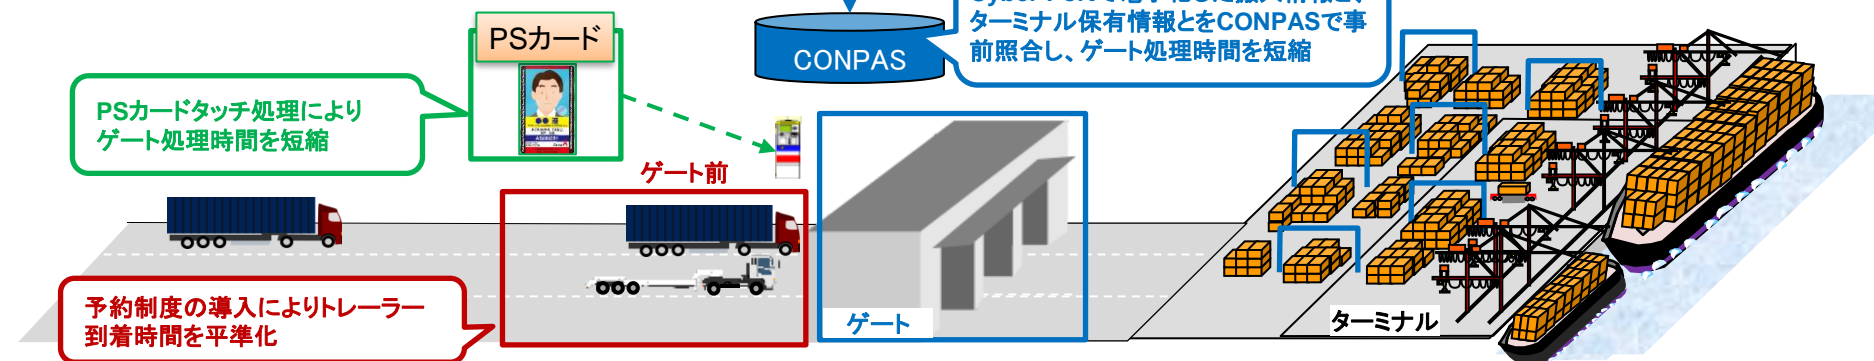 PSカード
CONPAS
ターミナル保有情報とをCONPASで事
前照合し、ゲート処理時間を短縮
PSカードタッチ処理により
ゲート処理時間を短縮
ゲート前
予約制度の導入によりトレーラー
到着時間を平準化
ゲート
ターミナル